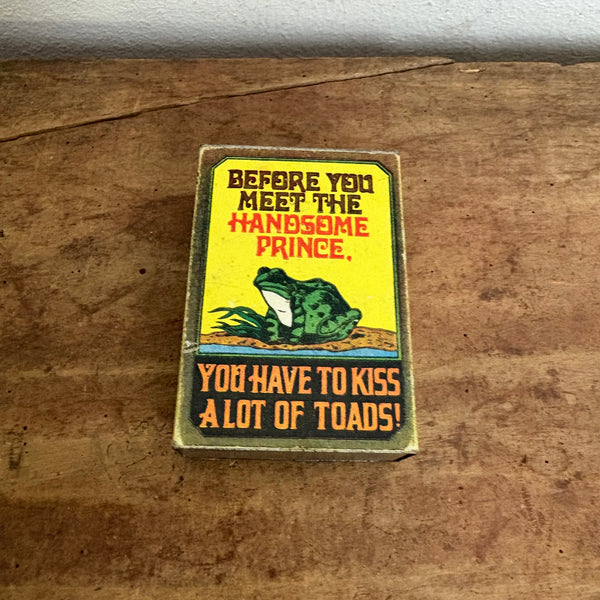 BEFORE YOU
MEET THE
HANDSOME
PRINCE,
YOU HAVE TO KISS
A LOT OF TOADS!